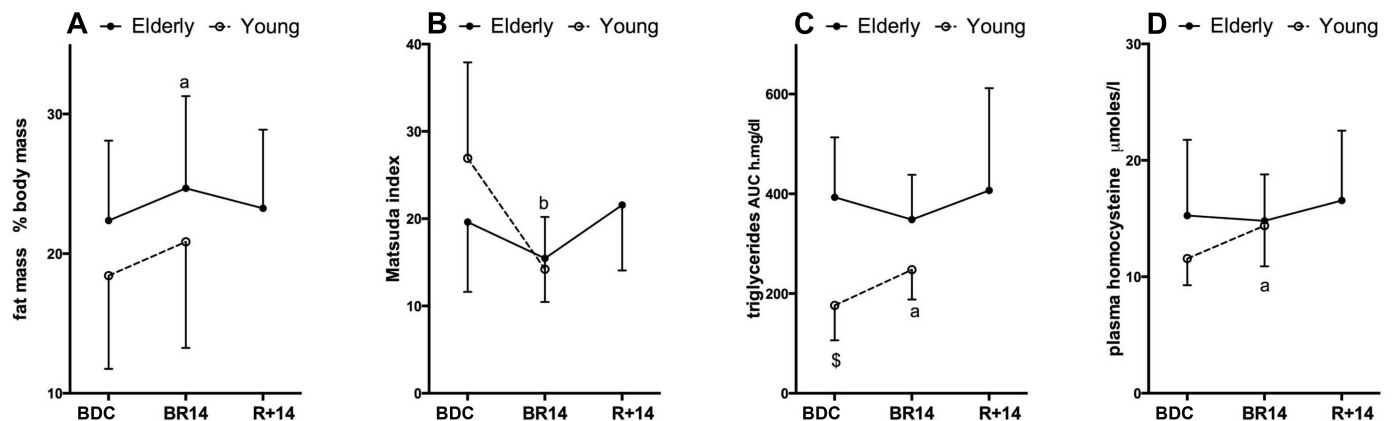 A
Elderly Young
fat mass % body mass
30
20
10
a
BDC BR14 R+14
B
Elderly Young
Matsuda index
40
30
20
10
0
b
BDC BR14 R+14
C
Elderly Young
triglycerides AUC h.mg/dl
600
400
200
0
a
$
BDC BR14 R+14
D
Elderly Young
plasma homocysteine μmoles/l
30
20
10
0
a
BDC BR14 R+14